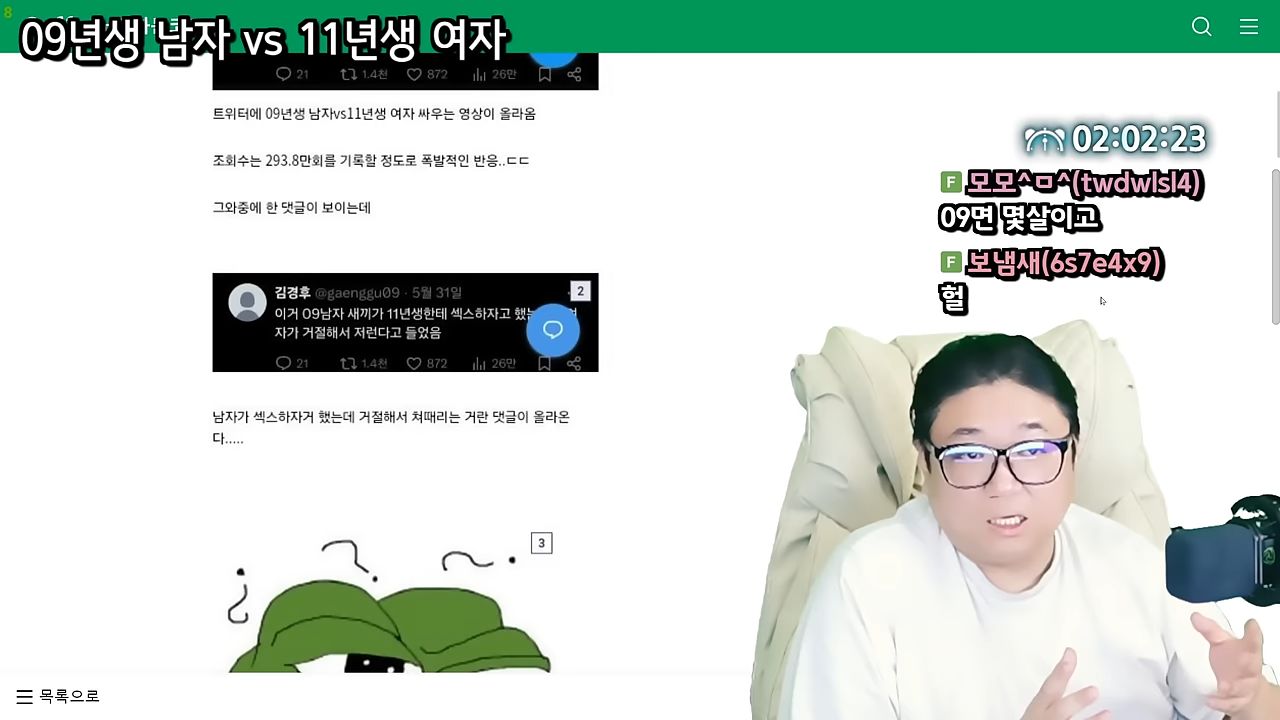 8
09년생 남자 vs 11년생 여자
21 1.4천 872 26만
트위터에 09년생 남자vs11년생 여자 싸우는 영상이 올라옴
조회수는 293.8만회를 기록할 정도로 폭발적인 반응..ㄷㄷ
그와중에 한 댓글이 보이는데
김경후 @gaenggu09 · 5월 31일
2
이거 09남자 새끼가 11년생한테 섹스하자고 했는
자가 거절해서 저런다고 들었음
21 1.4천 872 26만
남자가 섹스하자거 했는데 거절해서 쳐때리는 거란 댓글이 올라온
다.....
3
목록으로
02:02:23
F 모모^ㅁ^(twdwlsl4)
09면 몇살이고
F 보냄새(6s7e4x9)
헐